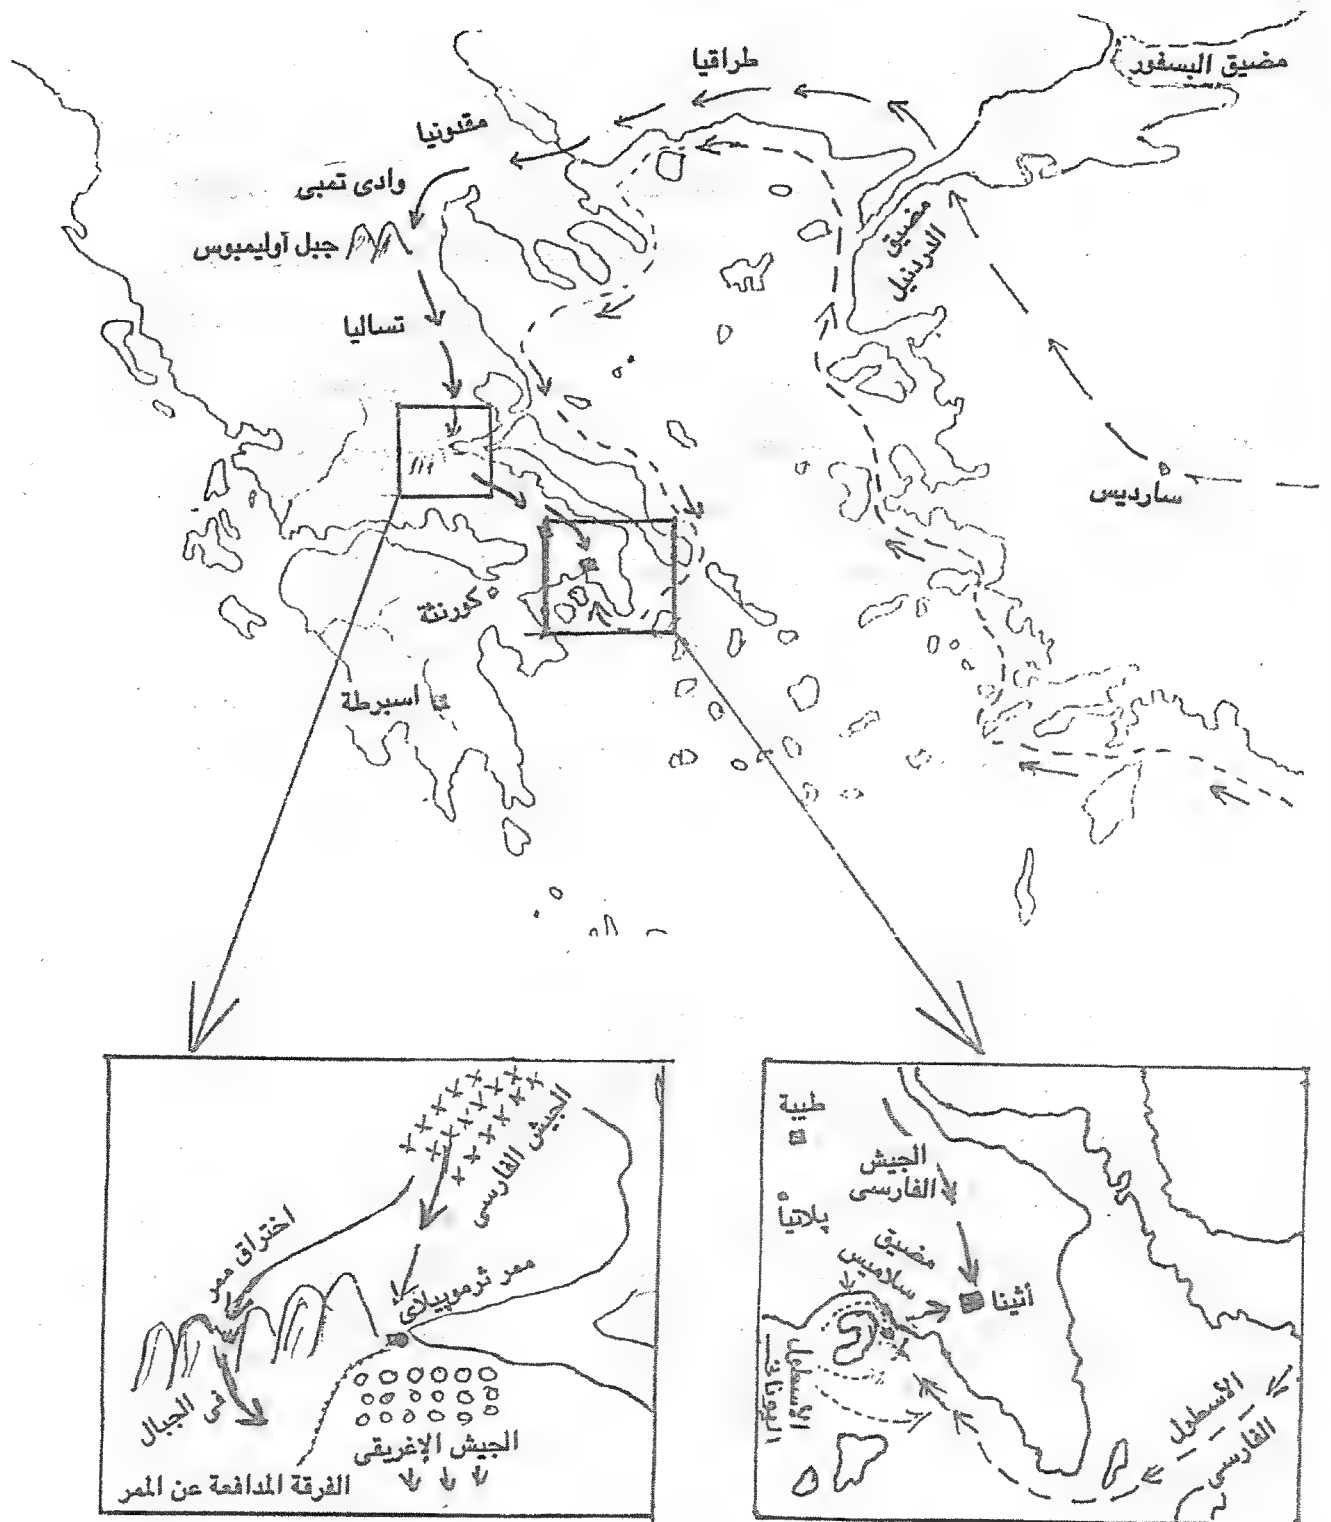 مضيق البسفور
طراقيا
مقدونيا
وادى تمبى
جبل أوليمبوس
مضيق
الدردنيل
تساليا
سارديس
كورنثة
اسبرطة
الجيش الفارسى
اختراق ممر
فى الجبال
ممر ثرموبيلاى
الجيش الإغريقى
الفرقة المدافعة عن الممر
طيبة
الجيش
الفارسى
پلاتيا
مضيق
سلاميس
أثينا
الأسطول
اليونانى
الأسطول
الفارسى